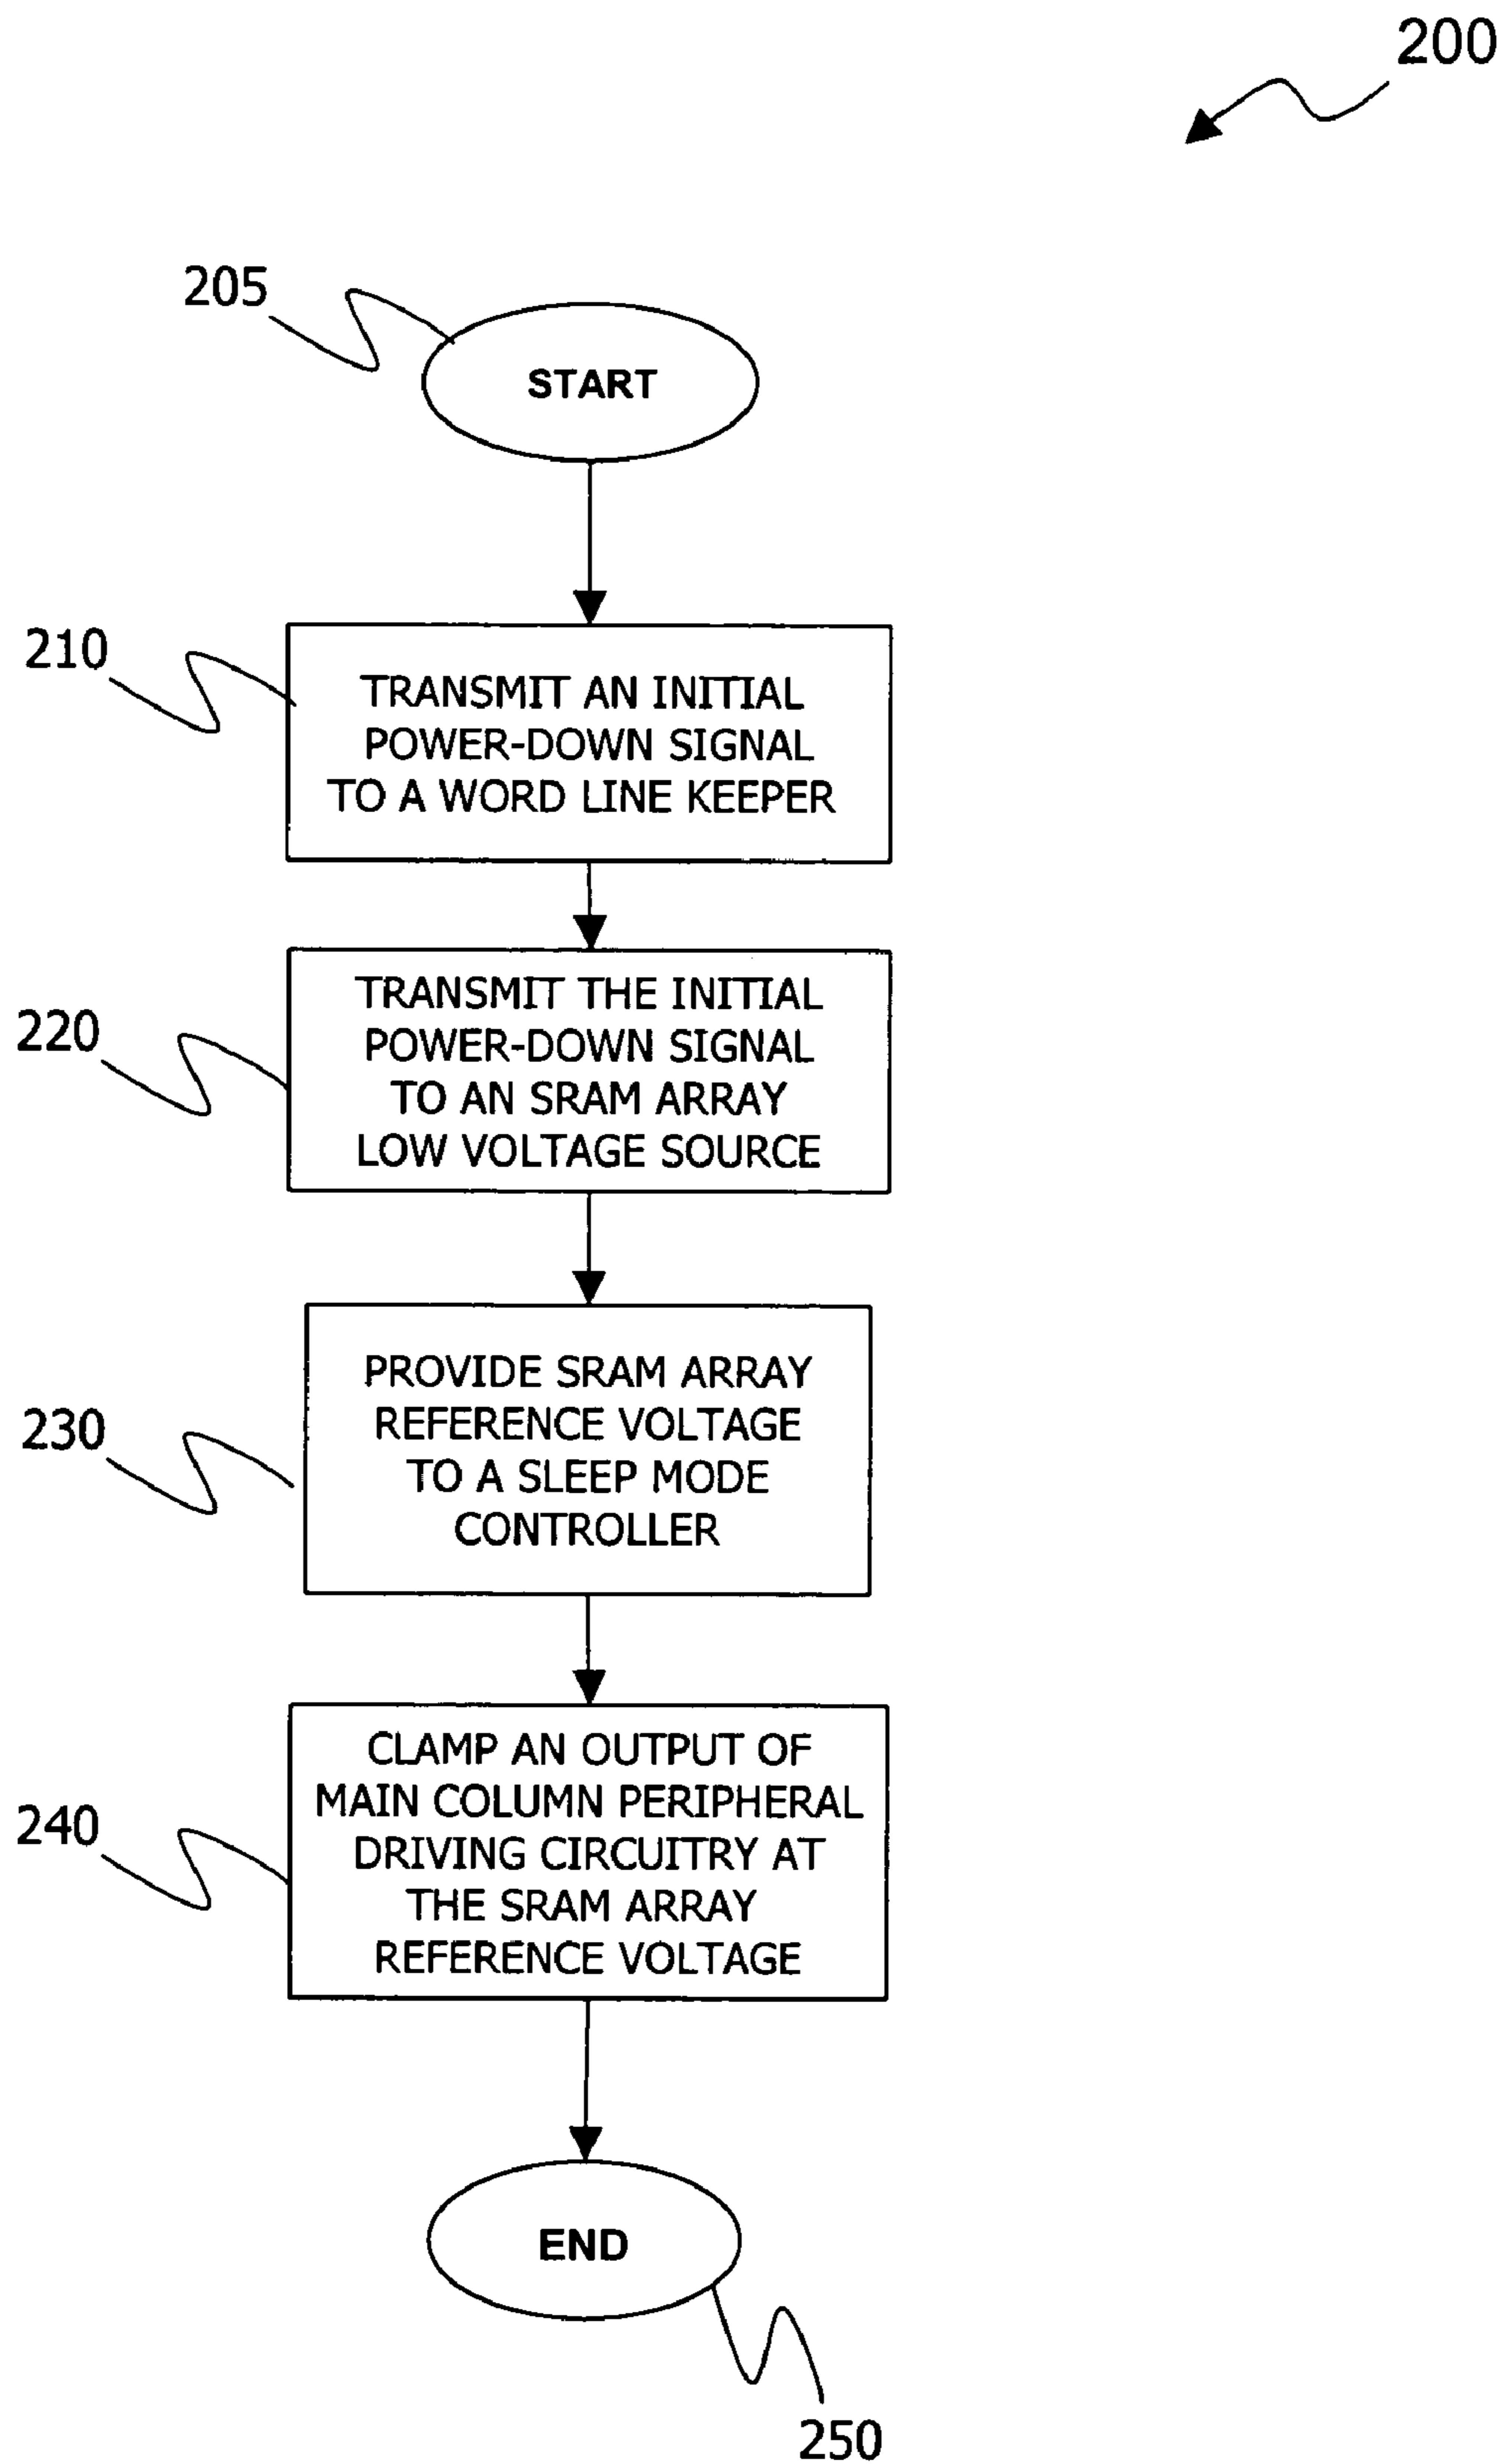 200
205
START
210
TRANSMIT AN INITIAL
POWER-DOWN SIGNAL
TO A WORD LINE KEEPER
220
TRANSMIT THE INITIAL
POWER-DOWN SIGNAL
TO AN SRAM ARRAY
LOW VOLTAGE SOURCE
230
PROVIDE SRAM ARRAY
REFERENCE VOLTAGE
TO A SLEEP MODE
CONTROLLER
240
CLAMP AN OUTPUT OF
MAIN COLUMN PERIPHERAL
DRIVING CIRCUITRY AT
THE SRAM ARRAY
REFERENCE VOLTAGE
END
250